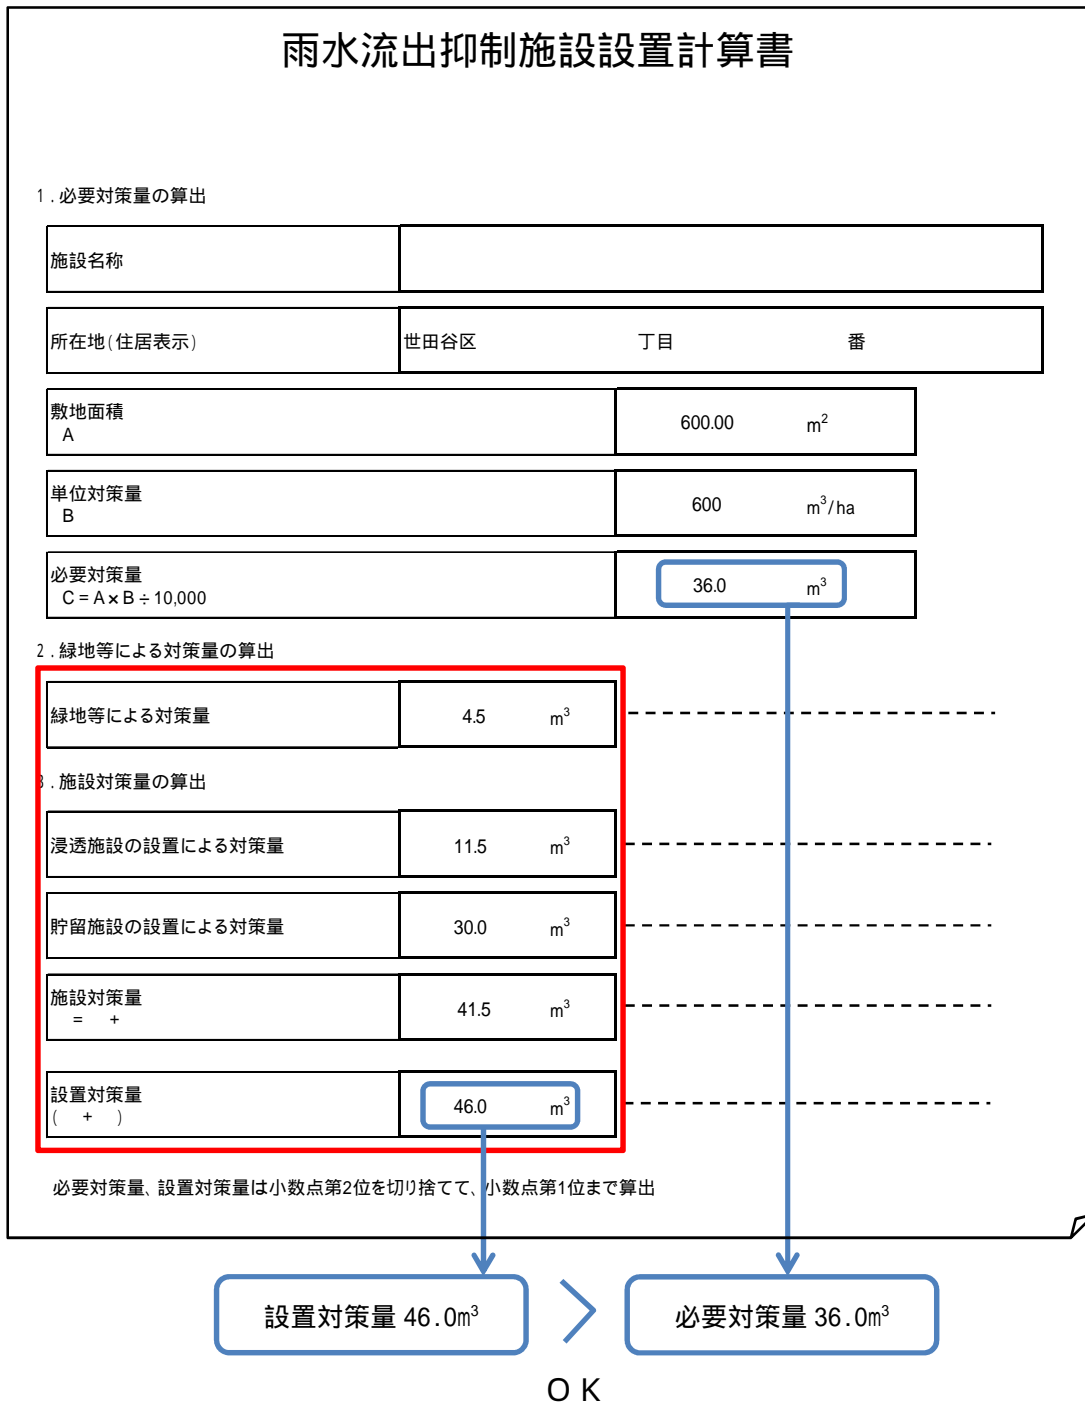 雨水流出抑制施設設置計算書
1.必要対策量の算出
施設名称
所在地(住居表示) 世田谷区 丁目 番
敷地面積
A
600.00 m²
単位対策量
B
600 m³/ha
必要対策量
C=A×B÷10,000
36.0 m³
2.緑地等による対策量の算出
緑地等による対策量 4.5 m³
3.施設対策量の算出
浸透施設の設置による対策量 11.5 m³
貯留施設の設置による対策量 30.0 m³
施設対策量
= +
41.5 m³
設置対策量
( + )
46.0 m³
必要対策量、設置対策量は小数点第2位を切り捨てて、小数点第1位まで算出
設置対策量 46.0m³ > 必要対策量 36.0m³
OK